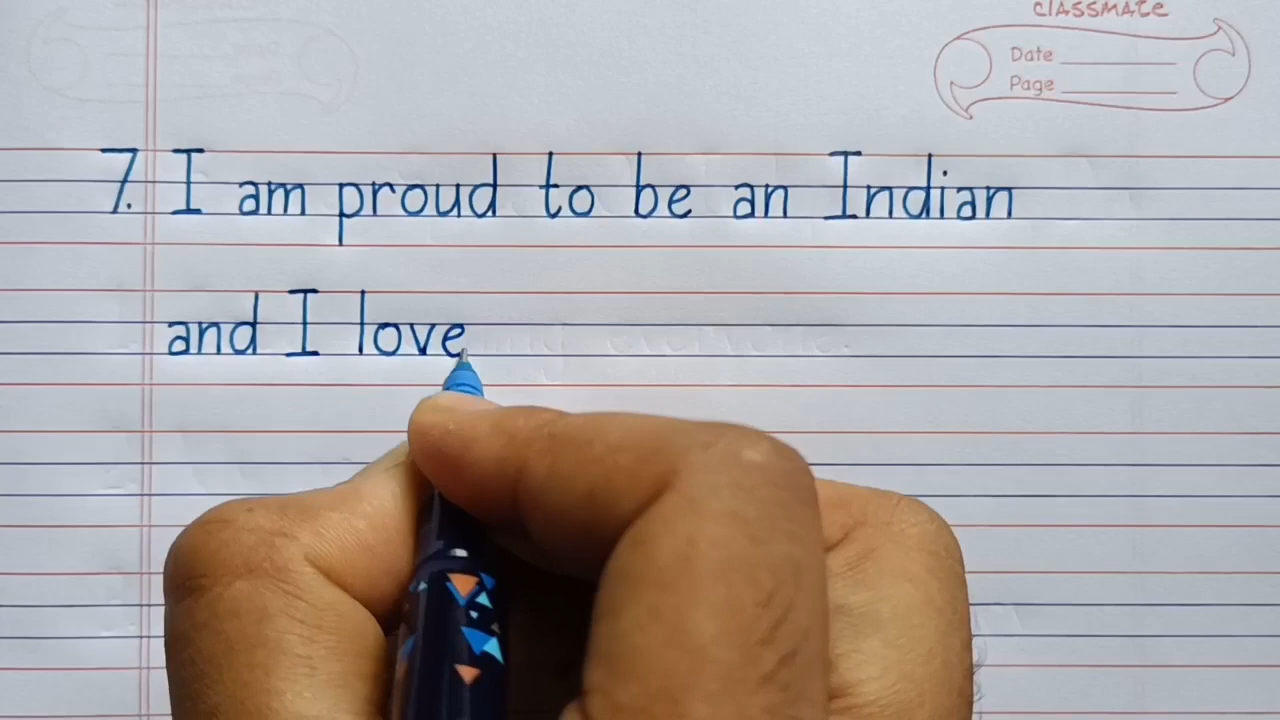 classmate
Date
Page
7. I am proud to be an Indian
and I love